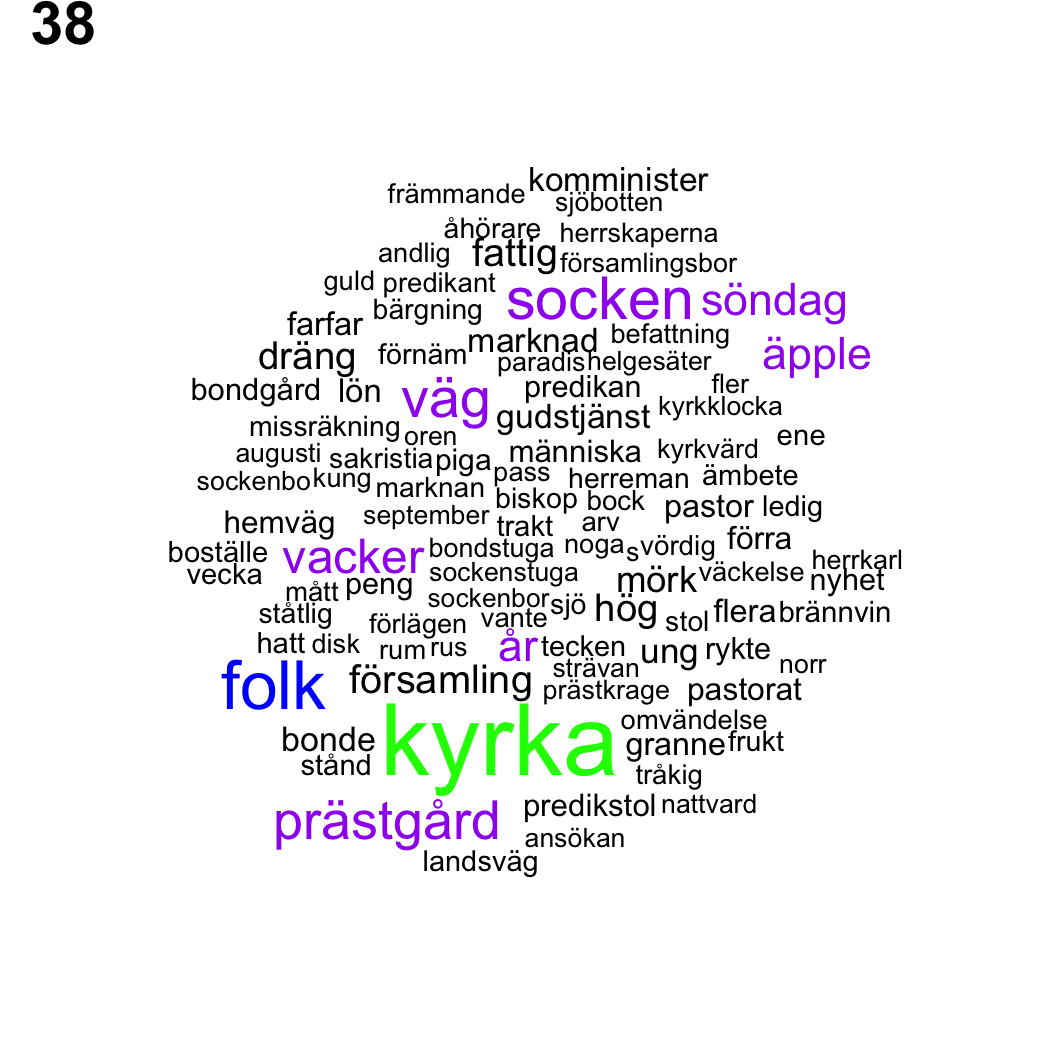 38
främmande komminister
sjöbotten
åhörare herrskaperna
andlig fattig församlingsbor
guld predikant socken söndag
bärgning
farfar marknad befattning
dräng förnäm paradis helgesäter äpple
bondgård lön väg predikan fler
missräkning oren gudstjänst kyrkklocka
augusti sakristia piga människa kyrkvärd ene
sockenbo kung marknan pass herreman ämbete
biskop bock pastor ledig
hemväg september trakt arv
boställe vacker bondstuga noga svördig förra
vecka sockenstuga mörk väckelse herrkarl
mått peng nyhet
ståtlig förlägen sockenbor vante sjö hög stol flera brännvin
hatt disk rum rus år tecken ung rykte
folk församling strävan norr
prästkrage pastorat
bonde kyrka omvändelse
stånd granne frukt
tråkig
prästgård predikstol nattvard
ansökan
landsväg